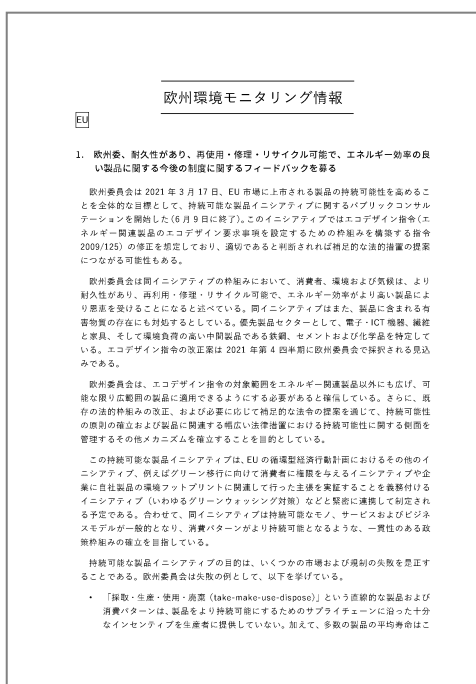 欧州環境モニタリング情報
EU
1. 欧州委、耐久性があり、再使用・修理・リサイクル可能で、エネルギー効率の良
い製品に関する今後の制度に関するフィードバックを募る
欧州委員会は 2021 年 3 月 17 日、EU 市場に上市される製品の持続可能性を高めるこ
とを全体的な目標として、持続可能な製品イニシアティブに関するパブリックコンサル
テーションを開始した（6 月 9 日に終了）。このイニシアティブではエコデザイン指令（エ
ネルギー関連製品のエコデザイン要求事項を設定するための枠組みを構築する指令
2009/125）の修正を想定しており、適切であると判断されれば補足的な法的措置の提案
につながる可能性もある。
欧州委員会は同イニシアティブの枠組みにおいて、消費者、環境および気候は、より
耐久性があり、再利用・修理・リサイクル可能で、エネルギー効率がより高い製品によ
り恩恵を受けることになると述べている。同イニシアティブはまた、製品に含まれる有
害物質の存在にも対処するとしている。優先製品セクターとして、電子・ICT 機器、繊維
と家具、そして環境負荷の高い中間製品である鉄鋼、セメントおよび化学品を特定して
いる。エコデザイン指令の改正案は 2021 年第 4 四半期に欧州委員会で採択される見込
みである。
欧州委員会は、エコデザイン指令の対象範囲をエネルギー関連製品以外にも広げ、可
能な限り広範囲の製品に適用できるようにする必要があると確信している。さらに、既
存の法的枠組みの改正、および必要に応じて補足的な法令の提案を通じて、持続可能性
の原則の確立および製品に関連する幅広い法律措置における持続可能性に関する側面を
管理するその他メカニズムを確立することを目的としている。
この持続可能な製品イニシアティブは、EU の循環型経済行動計画におけるその他のイ
ニシアティブ、例えばグリーン移行に向けて消費者に権限を与えるイニシアティブや企
業に自社製品の環境フットプリントに関連して行った主張を実証することを義務付ける
イニシアティブ（いわゆるグリーンウォッシング対策）などと緊密に連携して制定され
る予定である。合わせて、同イニシアティブは持続可能なモノ、サービスおよびビジネ
スモデルが一般的となり、消費パターンがより持続可能となるような、一貫性のある政
策枠組みの確立を目指している。
持続可能な製品イニシアティブの目的は、いくつかの市場および規制の失敗を是正す
ることである。欧州委員会は失敗の例として、以下を挙げている。
• 「採取・生産・使用・廃棄（take-make-use-dispose）」という直線的な製品および
消費パターンは、製品をより持続可能にするためのサプライチェーンに沿った十分
なインセンティブを生産者に提供していない。加えて、多数の製品の平均寿命はこ